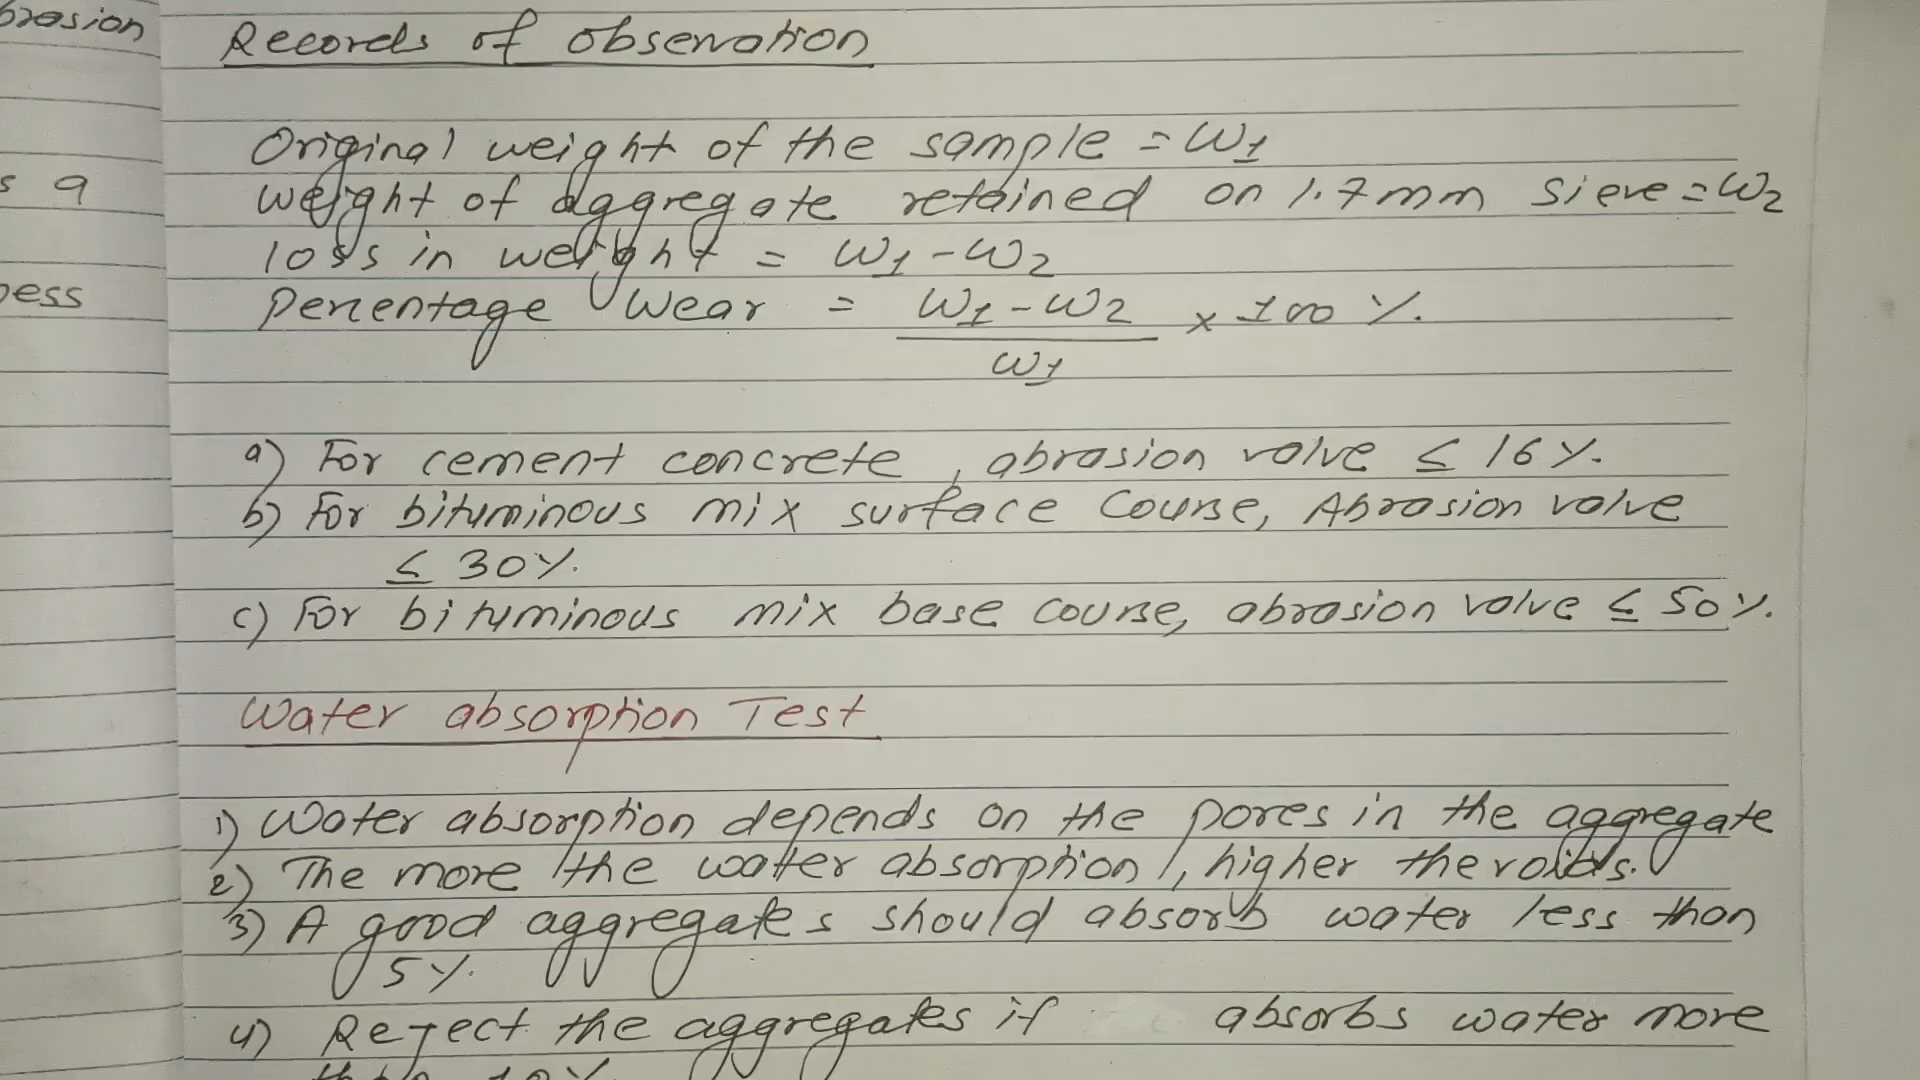 brasion
s a
ess
Records of observation
Original weight of the sample = W1
weight of aggregate retained on 1.7mm sieve = W2
loss in weight = W1 - W2
Percentage wear = W1 - W2 / W1 x 100 %.
a) For cement concrete, abrasion value ≤ 16 %.
b) For bituminous mix surface course, Abrasion value
≤ 30 %.
c) For bituminous mix base course, abrasion value ≤ 50 %.
Water absorption Test
1) Water absorption depends on the pores in the aggregate
2) The more the water absorption, higher the voids.
3) A good aggregates should absorb water less than
5 %.
4) Reject the aggregates if absorbs water more
than 10 %